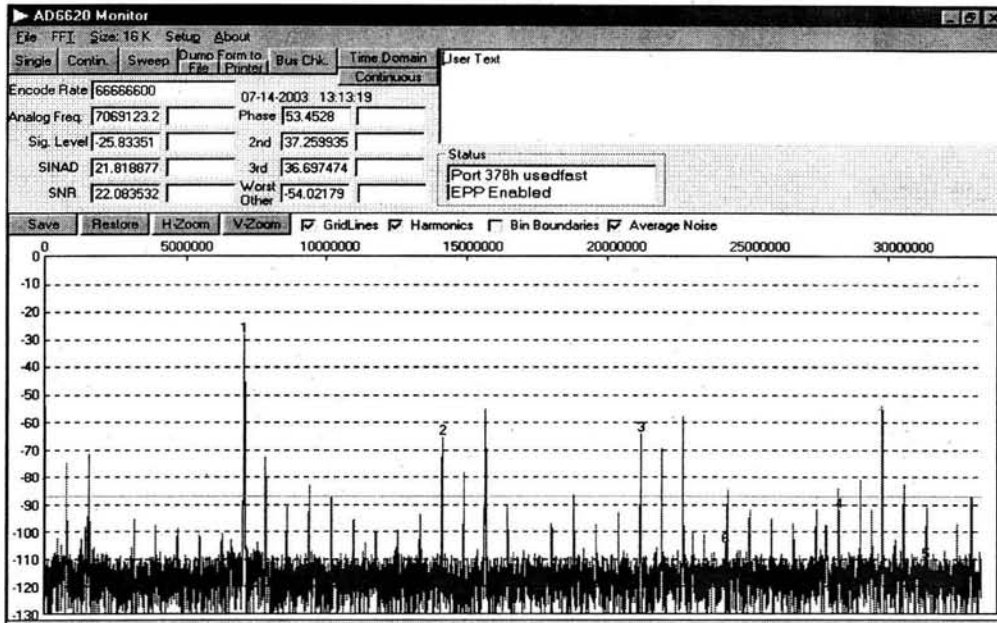 AD6620 Monitor
File FFT Size: 16 K Setup About
Single Contin. Sweep Dump Form to File Printer Bus Chk. Time Domain
Continuous
User Text
Encode Rate 66666600
07-14-2003 13:13:19
Analog Freq. 7069123.2 Phase 53.4528
Sig. Level -25.83351 2nd 37.259935
SINAD 21.818877 3rd 36.697474
SNR 22.083532 Worst Other -54.02179
Status
Port 378h usedfast
EPP Enabled
Save Restore H-Zoom V-Zoom GridLines Harmonics Bin Boundaries Average Noise
0 5000000 10000000 15000000 20000000 25000000 30000000
0
-10
-20
-30
1
-40
-50
-60
2 3
-70
-80
-90
4
-100
6
-110
5
-120
-130